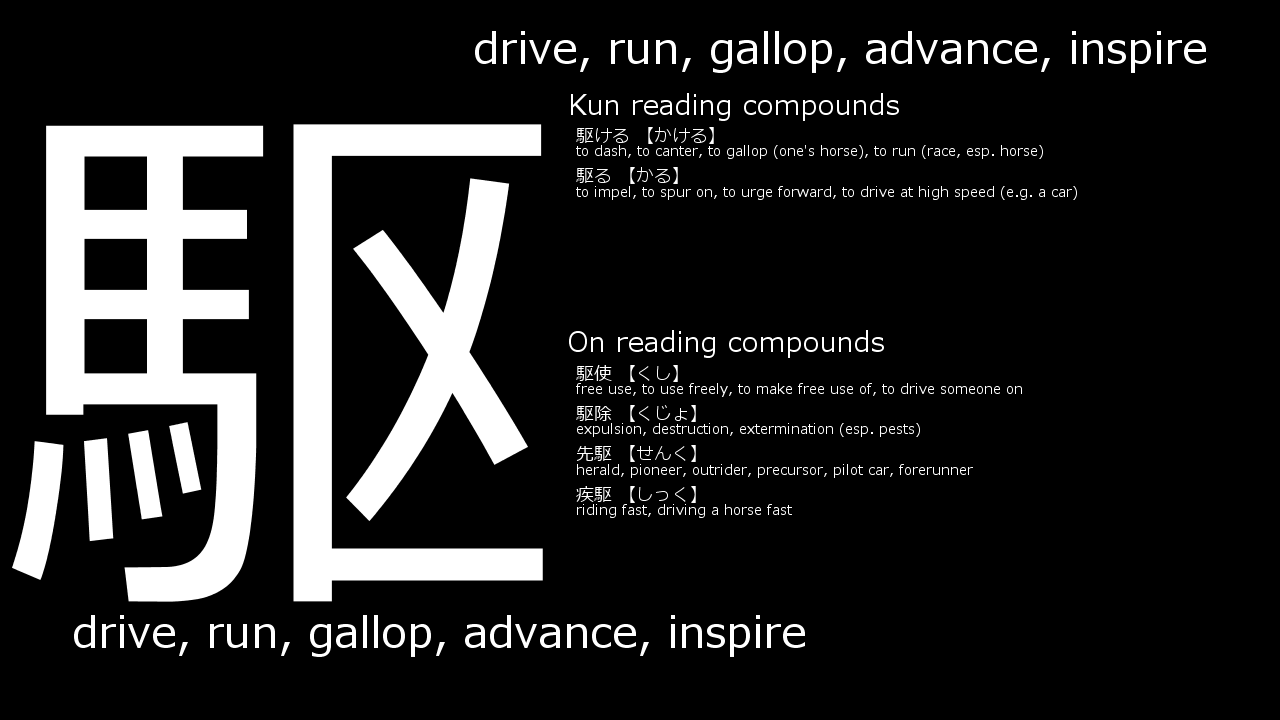 drive, run, gallop, advance, inspire
駆
Kun reading compounds
駆ける 【かける】
to dash, to canter, to gallop (one's horse), to run (race, esp. horse)
駆る 【かる】
to impel, to spur on, to urge forward, to drive at high speed (e.g. a car)
On reading compounds
駆使 【くし】
free use, to use freely, to make free use of, to drive someone on
駆除 【くじょ】
expulsion, destruction, extermination (esp. pests)
先駆 【せんく】
herald, pioneer, outrider, precursor, pilot car, forerunner
疾駆 【しっく】
riding fast, driving a horse fast
drive, run, gallop, advance, inspire